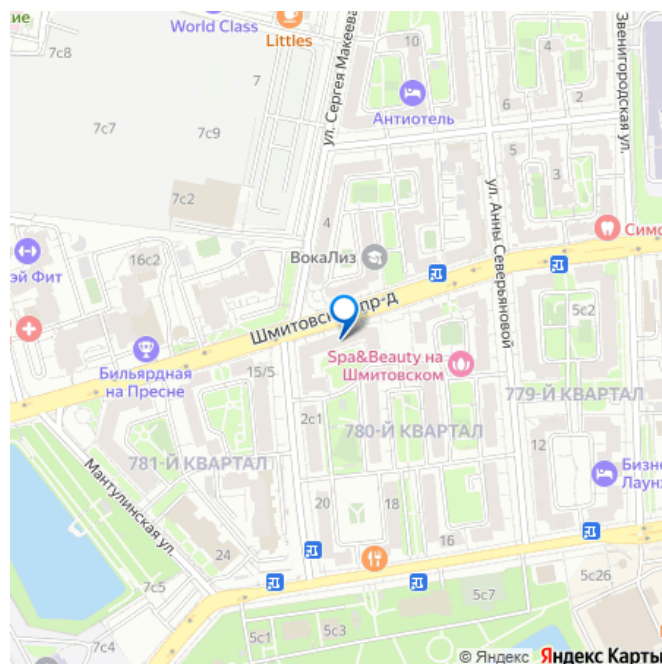 ие
World Class
Littles
7с8
7
10
ул. Сергея Макеева
Звенигородская ул.
7с7
7с9
Антиотель
6
2
5
3
7с2
4
ул. Анны Северьяновой
Симо
16с2
ВокаЛиз
эй Фит
Шмитовский пр-д
5с2
Бильярдная
на Пресне
Spa&Beauty на
Шмитовском
15/5
779-Й КВАРТАЛ
2с1
780-Й КВАРТАЛ
781-Й КВАРТАЛ
12
Бизне
Лаунж
Мантулинская ул.
20
18
16
24
7с5
5с26
5с7
7с4
5с1
5с3
© Яндекс Яндекс Карты